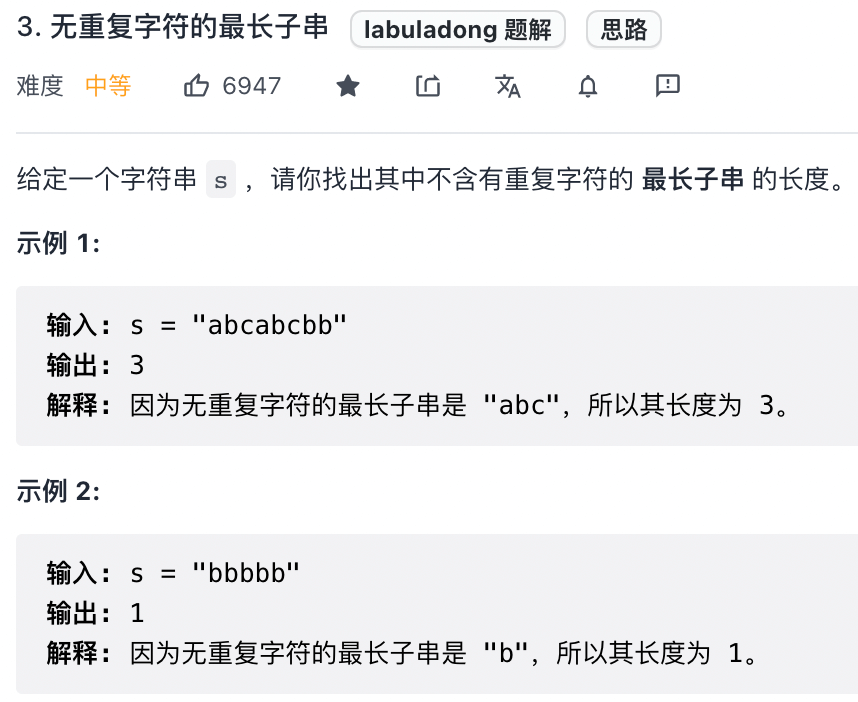 3. 无重复字符的最长子串 labuladong 题解 思路
难度 中等 6947
给定一个字符串 s ，请你找出其中不含有重复字符的 最长子串 的长度。
示例 1:
输入: s = "abcabcbb"
输出: 3
解释: 因为无重复字符的最长子串是 "abc"，所以其长度为 3。
示例 2:
输入: s = "bbbbb"
输出: 1
解释: 因为无重复字符的最长子串是 "b"，所以其长度为 1。